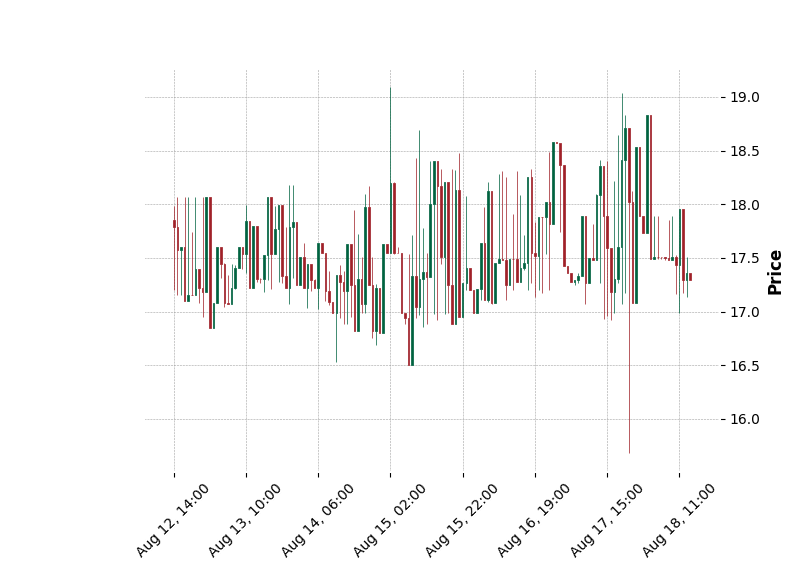 19.0
18.5
18.0
17.5
17.0
16.5
16.0
Price
Aug 12, 14:00
Aug 13, 10:00
Aug 14, 06:00
Aug 15, 02:00
Aug 15, 22:00
Aug 16, 19:00
Aug 17, 15:00
Aug 18, 11:00